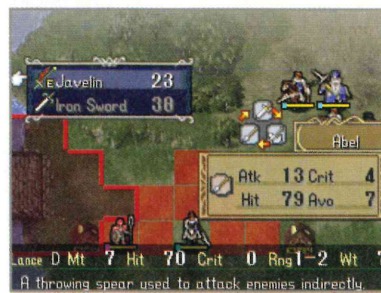 E Javelin 23
Iron Sword 38
Abel
Atk 13 Crit 4
Hit 79 Avo 7
Lance D Mt 7 Hit 70 Crit 0 Rng 1-2 Wt 7
A throwing spear used to attack enemies indirectly.